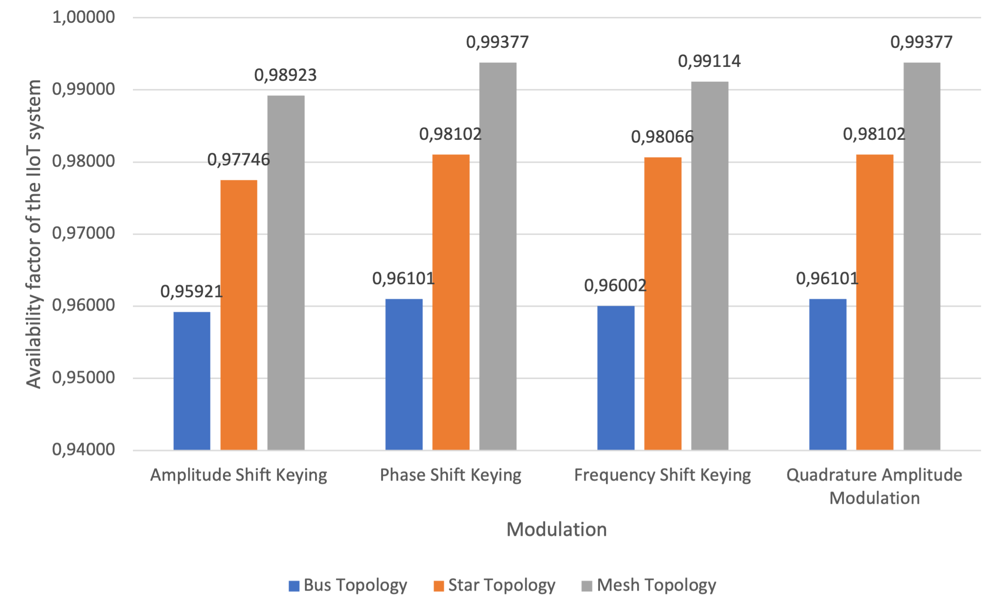 1,00000
0,99000
0,98000
0,97000
0,96000
0,95000
0,94000
Availability factor of the IIoT system
0,95921
0,97746
0,98923
0,96101
0,98102
0,99377
0,96002
0,98066
0,99114
0,96101
0,98102
0,99377
Amplitude Shift Keying
Phase Shift Keying
Frequency Shift Keying
Quadrature Amplitude
Modulation
Modulation
Bus Topology
Star Topology
Mesh Topology